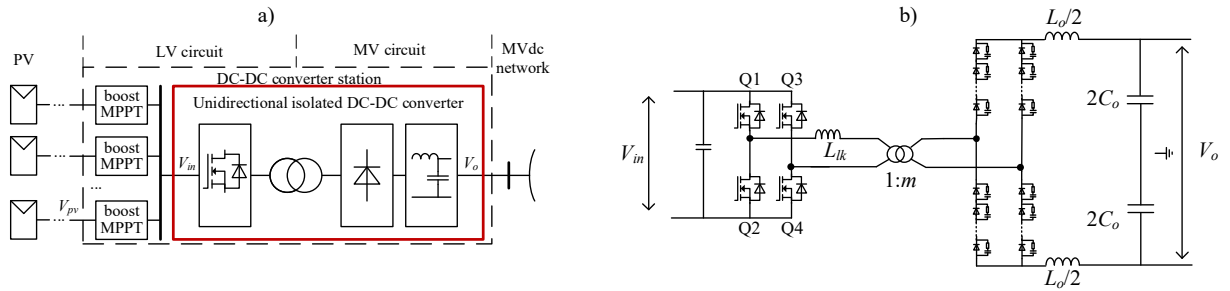 a)
PV
LV circuit
MV circuit
MVdc
network
DC-DC converter station
Unidirectional isolated DC-DC converter
boost
MPPT
boost
MPPT
...
boost
MPPT
V_pv
V_in
V_o
b)
L_o/2
Q1
Q3
V_in
L_lk
1:m
Q2
Q4
2C_o
2C_o
V_o
L_o/2